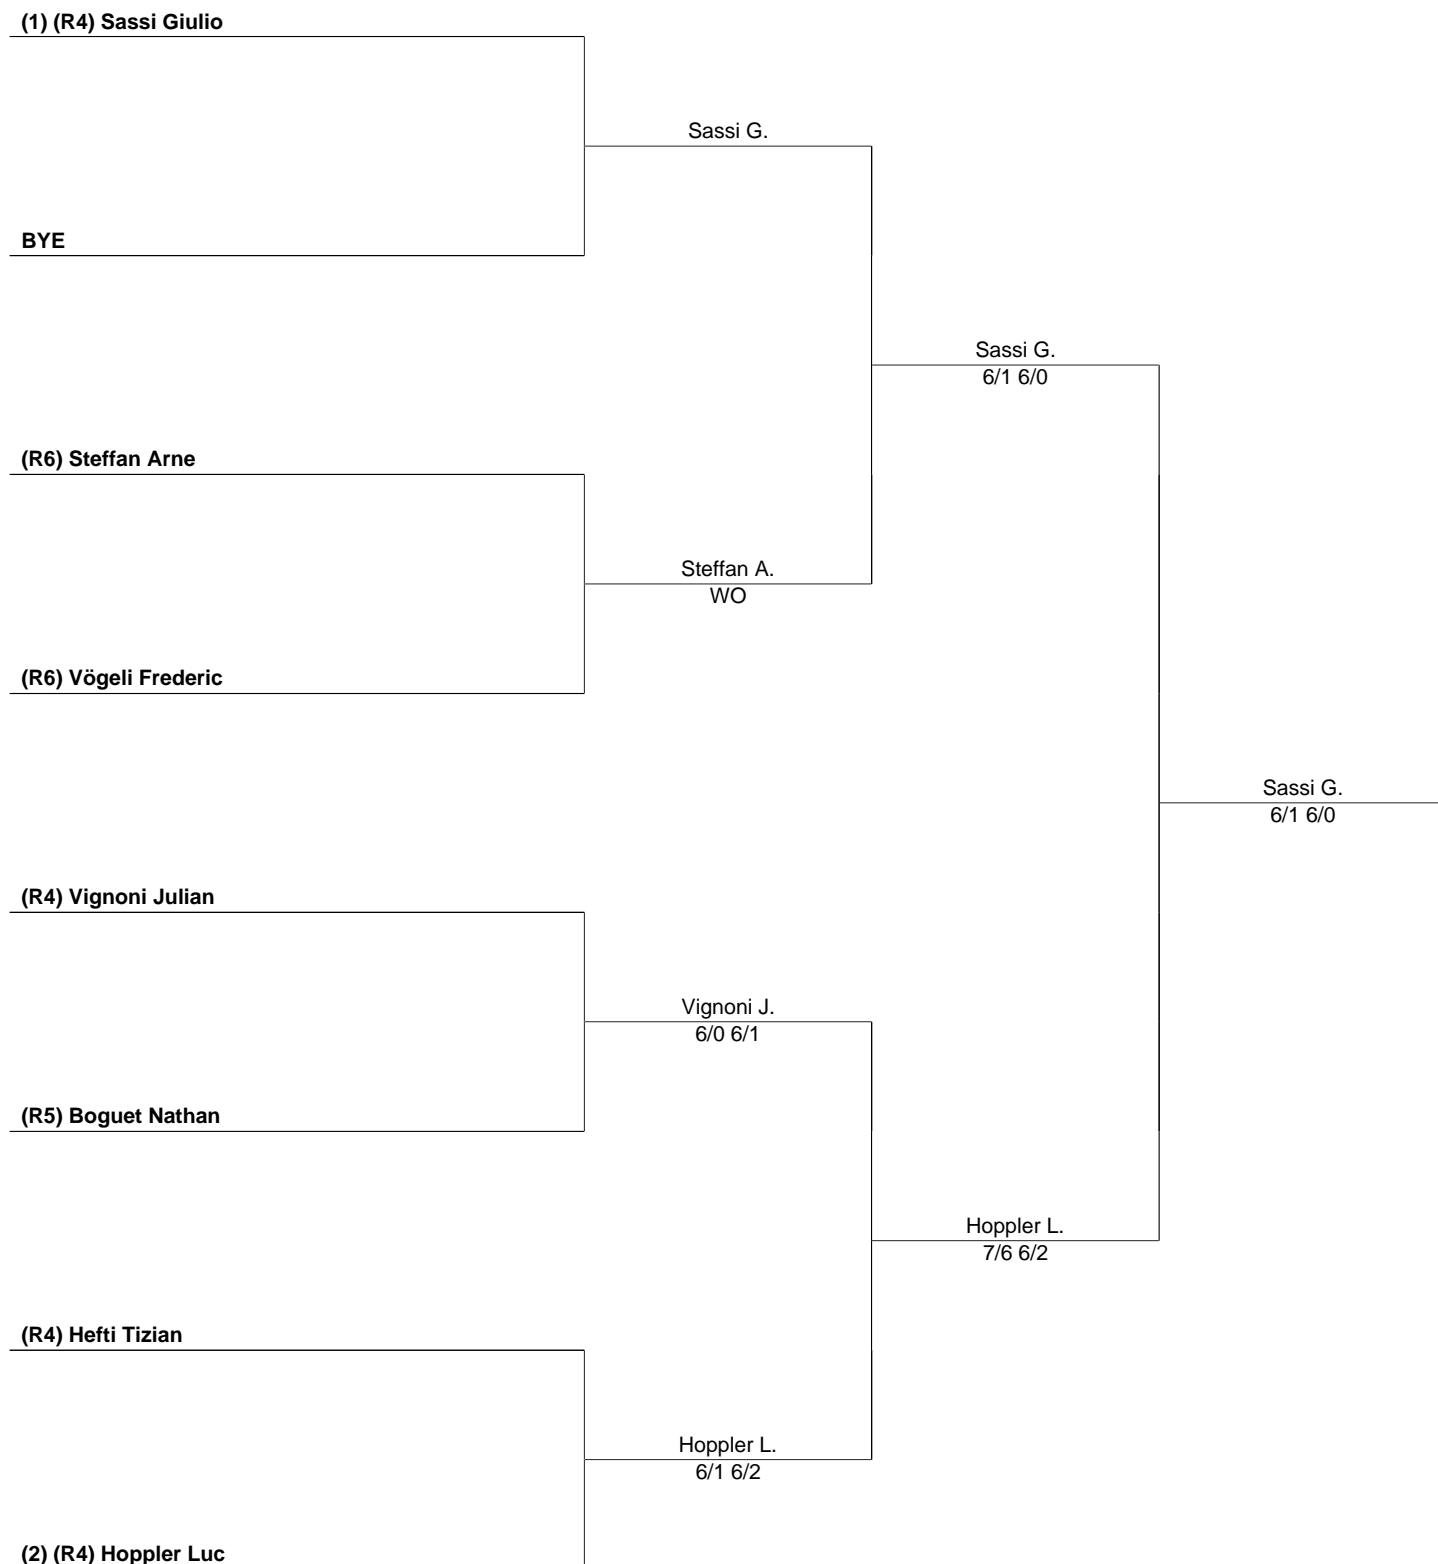 (1) (R4) Sassi Giulio
Sassi G.
BYE
Sassi G.
6/1 6/0
(R6) Steffan Arne
Steffan A.
WO
(R6) Vögeli Frederic
Sassi G.
6/1 6/0
(R4) Vignoni Julian
Vignoni J.
6/0 6/1
(R5) Boguet Nathan
Hoppler L.
7/6 6/2
(R4) Hefti Tizian
Hoppler L.
6/1 6/2
(2) (R4) Hoppler Luc